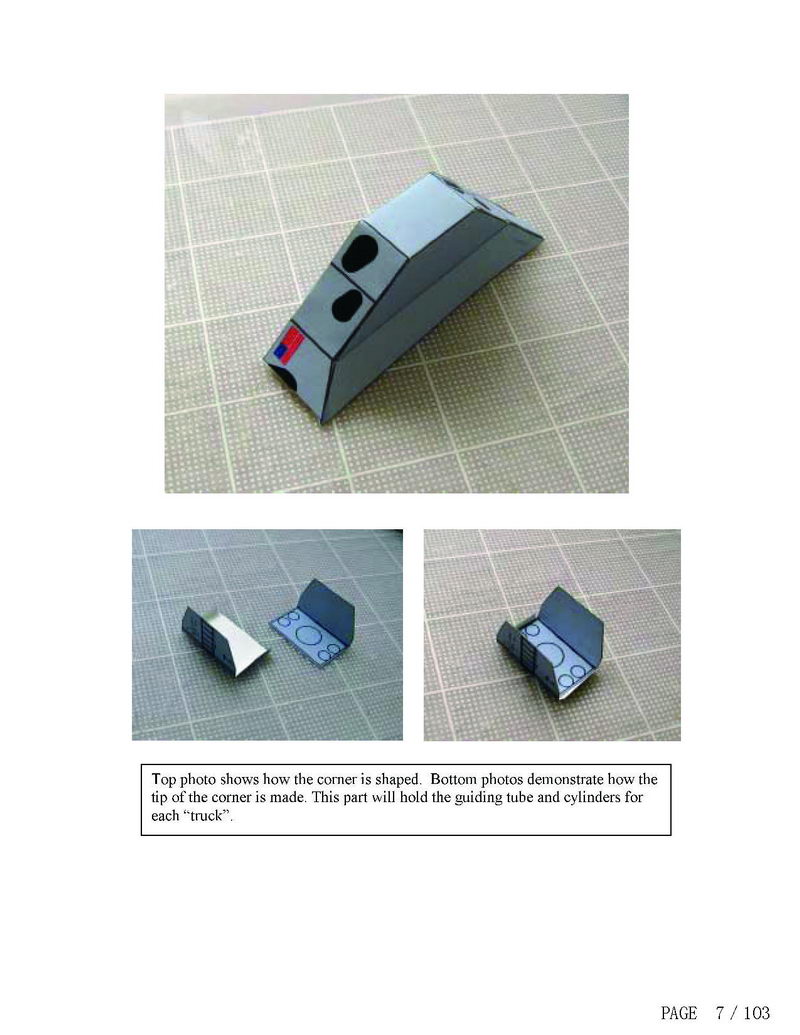 Top photo shows how the corner is shaped.  Bottom photos demonstrate how the
tip of the corner is made. This part will hold the guiding tube and cylinders for
each “truck”.
PAGE  7 / 103